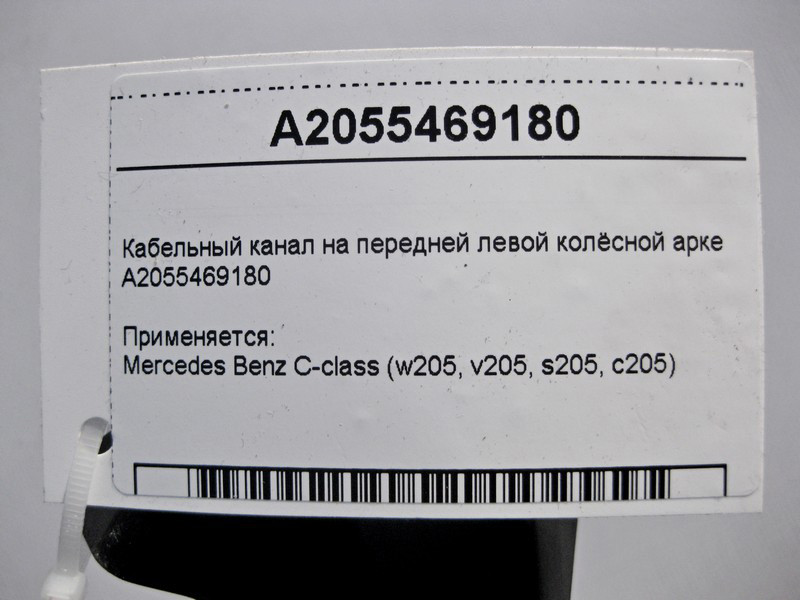 A2055469180
Кабельный канал на передней левой колёсной арке
A2055469180
Применяется:
Mercedes Benz C-class (w205, v205, s205, c205)